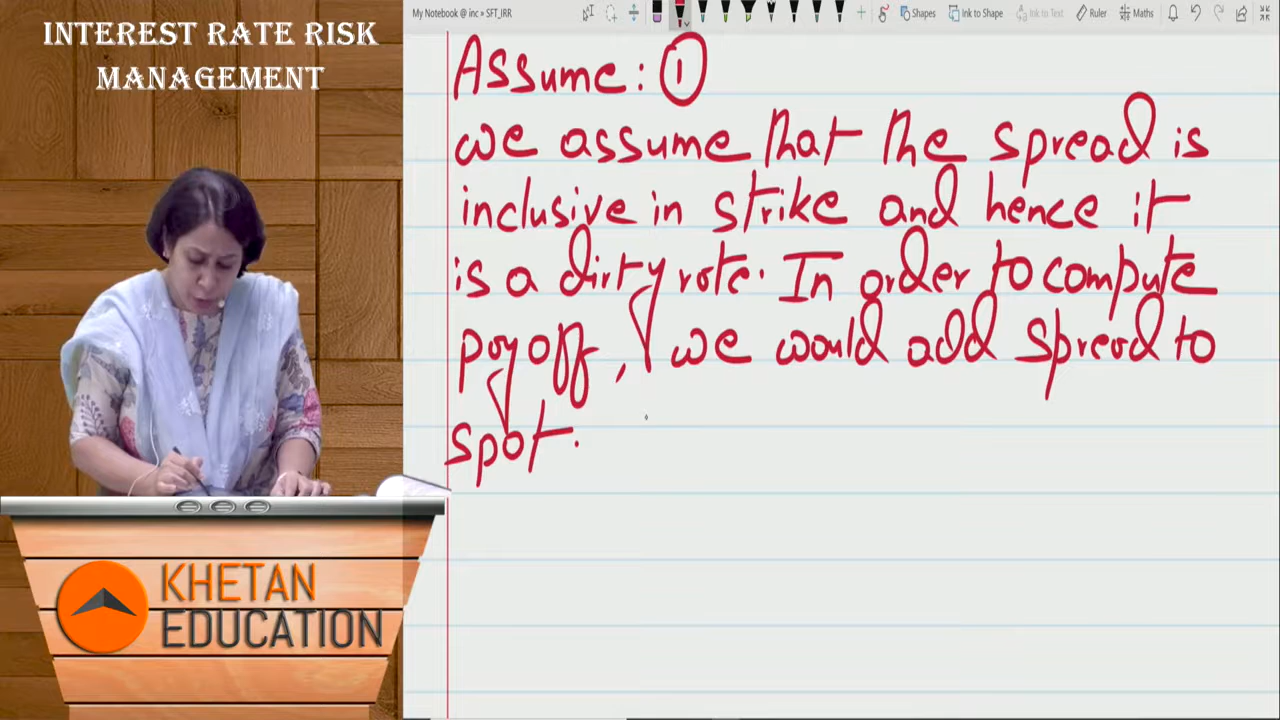 INTEREST RATE RISK
MANAGEMENT
My Notebook @ inc » SFT_IRR
Shapes
Ink to Shape
Ink to Text
Ruler
Maths
Assume: ①
we assume that the spread is
inclusive in strike and hence it
is a dirty rate. In order to compute
payoff, we would add spread to
spot.
KHETAN
EDUCATION